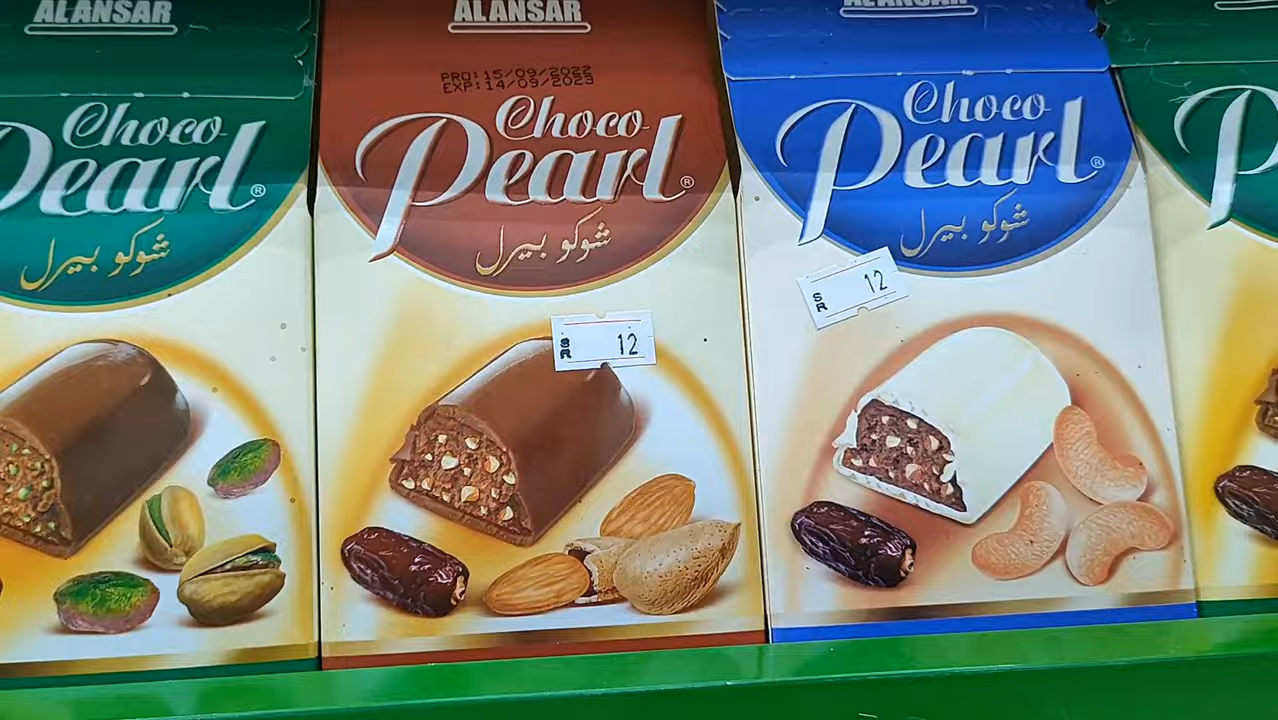 ALANSAR
Choco
Pearl®
شوكو بيرل
ALANSAR
PRO:15/09/2022
EXP:14/09/2023
Choco
Pearl®
شوكو بيرل
SR 12
ALANSAR
Choco
Pearl®
شوكو بيرل
SR 12
P